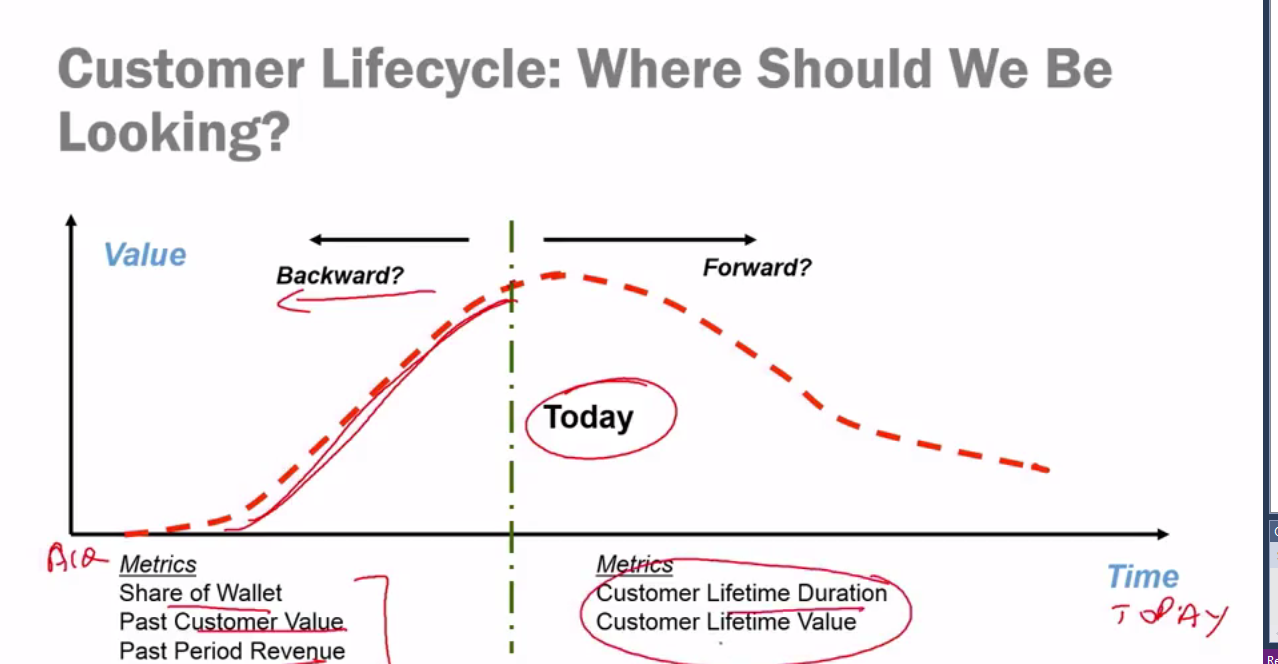 Customer Lifecycle: Where Should We Be
Looking?
Value
Backward?
Forward?
Today
Metrics
Share of Wallet
Past Customer Value
Past Period Revenue
Metrics
Customer Lifetime Duration
Customer Lifetime Value
Time
TODAY